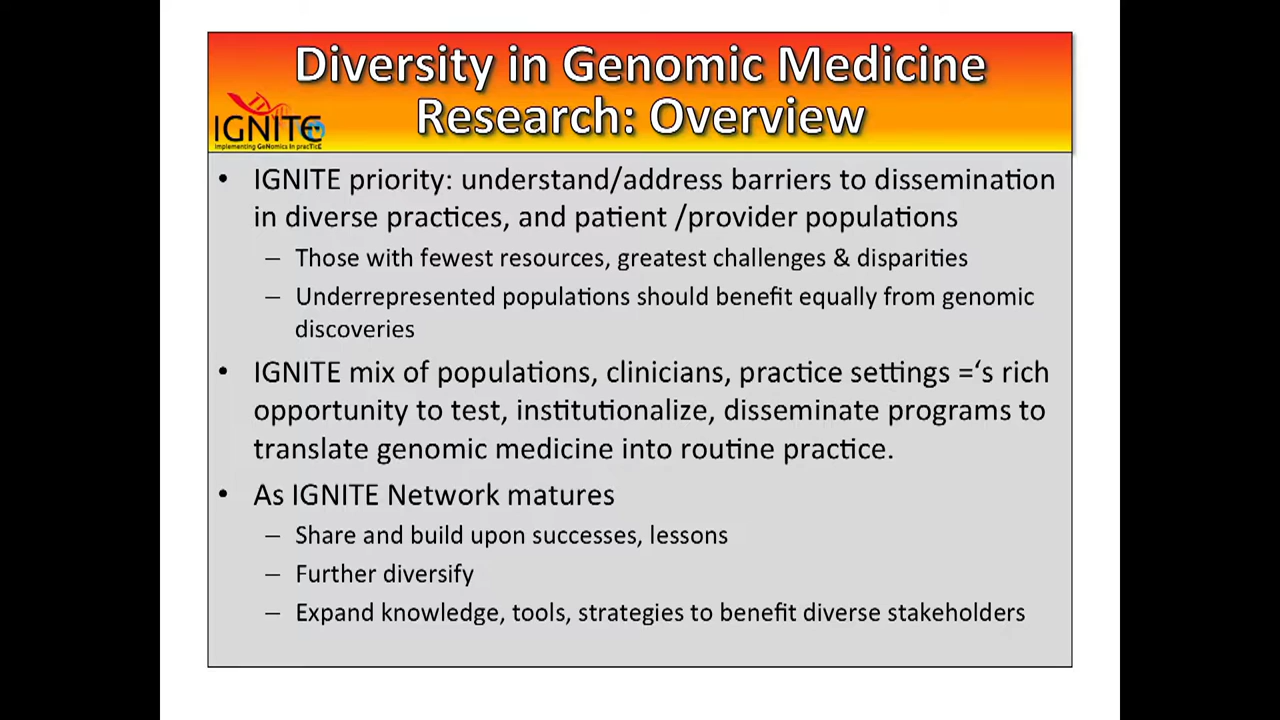 Diversity in Genomic Medicine
Research: Overview
IGNITE
Implementing GeNomics In pracTicE
• IGNITE priority: understand/address barriers to dissemination
in diverse practices, and patient /provider populations
– Those with fewest resources, greatest challenges & disparities
– Underrepresented populations should benefit equally from genomic
discoveries
• IGNITE mix of populations, clinicians, practice settings =‘s rich
opportunity to test, institutionalize, disseminate programs to
translate genomic medicine into routine practice.
• As IGNITE Network matures
– Share and build upon successes, lessons
– Further diversify
– Expand knowledge, tools, strategies to benefit diverse stakeholders